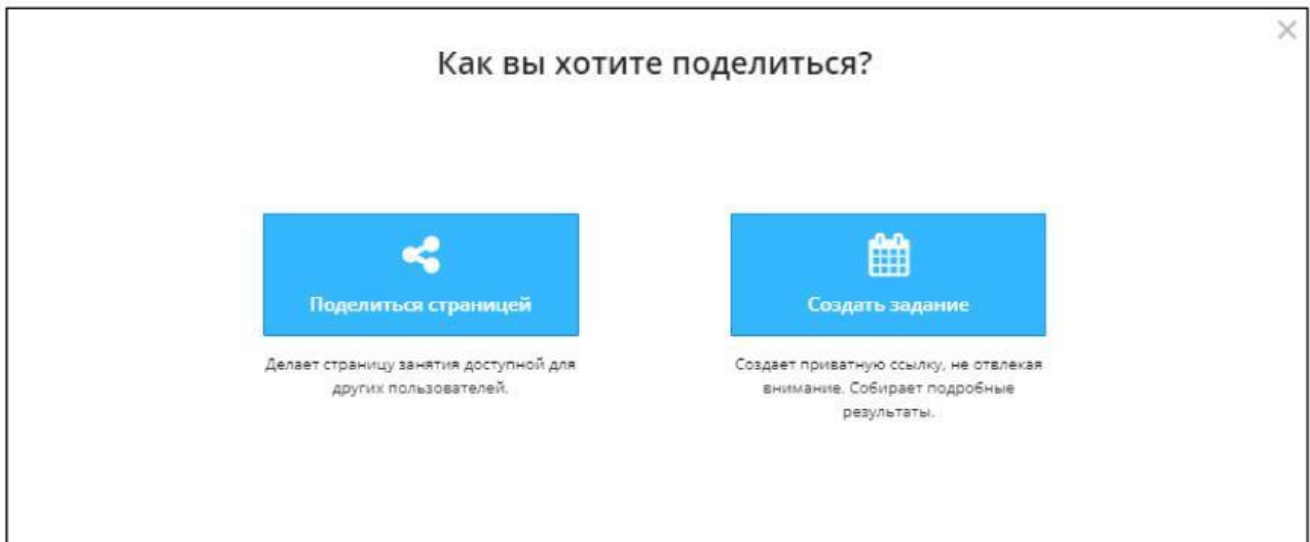 Как вы хотите поделиться?
Поделиться страницей
Создать задание
Делает страницу занятия доступной для
других пользователей.
Создает приватную ссылку, не отвлекая
внимание. Собирает подробные
результаты.